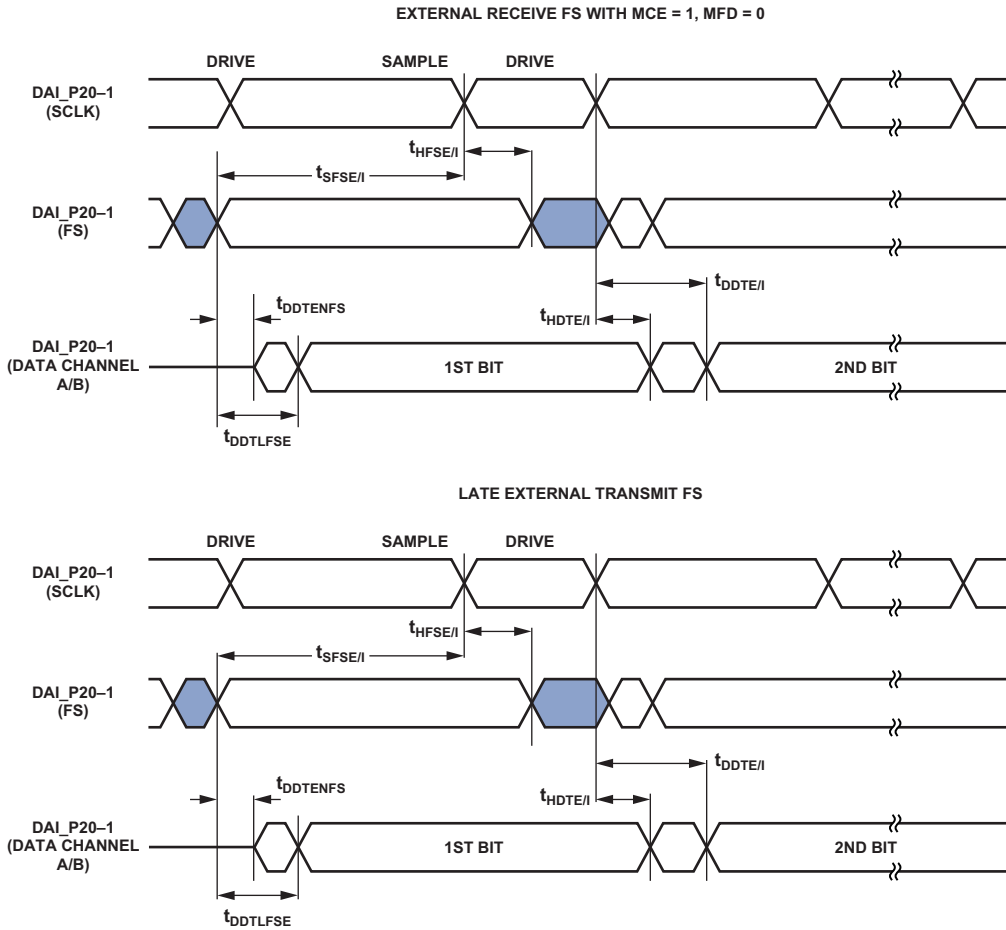 EXTERNAL RECEIVE FS WITH MCE = 1, MFD = 0
DRIVE SAMPLE DRIVE
DAI_P20–1
(SCLK)
tHFSE/I
tSFSE/I
DAI_P20–1
(FS)
tDDTE/I
tDDTENFS
tHDTE/I
DAI_P20–1
(DATA CHANNEL
A/B)
1ST BIT 2ND BIT
tDDTLFSE
LATE EXTERNAL TRANSMIT FS
DRIVE SAMPLE DRIVE
DAI_P20–1
(SCLK)
tHFSE/I
tSFSE/I
DAI_P20–1
(FS)
tDDTE/I
tDDTENFS
tHDTE/I
DAI_P20–1
(DATA CHANNEL
A/B)
1ST BIT 2ND BIT
tDDTLFSE